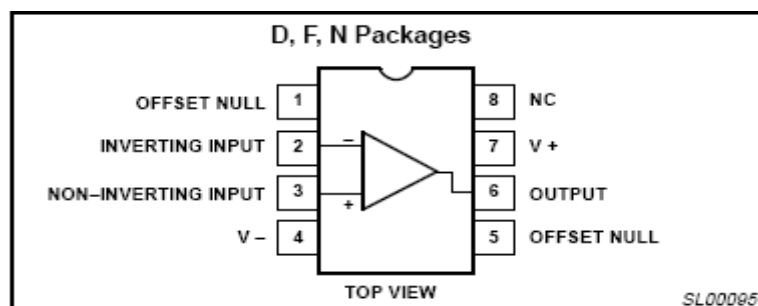 D, F, N Packages
OFFSET NULL 1
8 NC
INVERTING INPUT 2 –
7 V +
NON–INVERTING INPUT 3 +
6 OUTPUT
V – 4
5 OFFSET NULL
TOP VIEW
SL00095